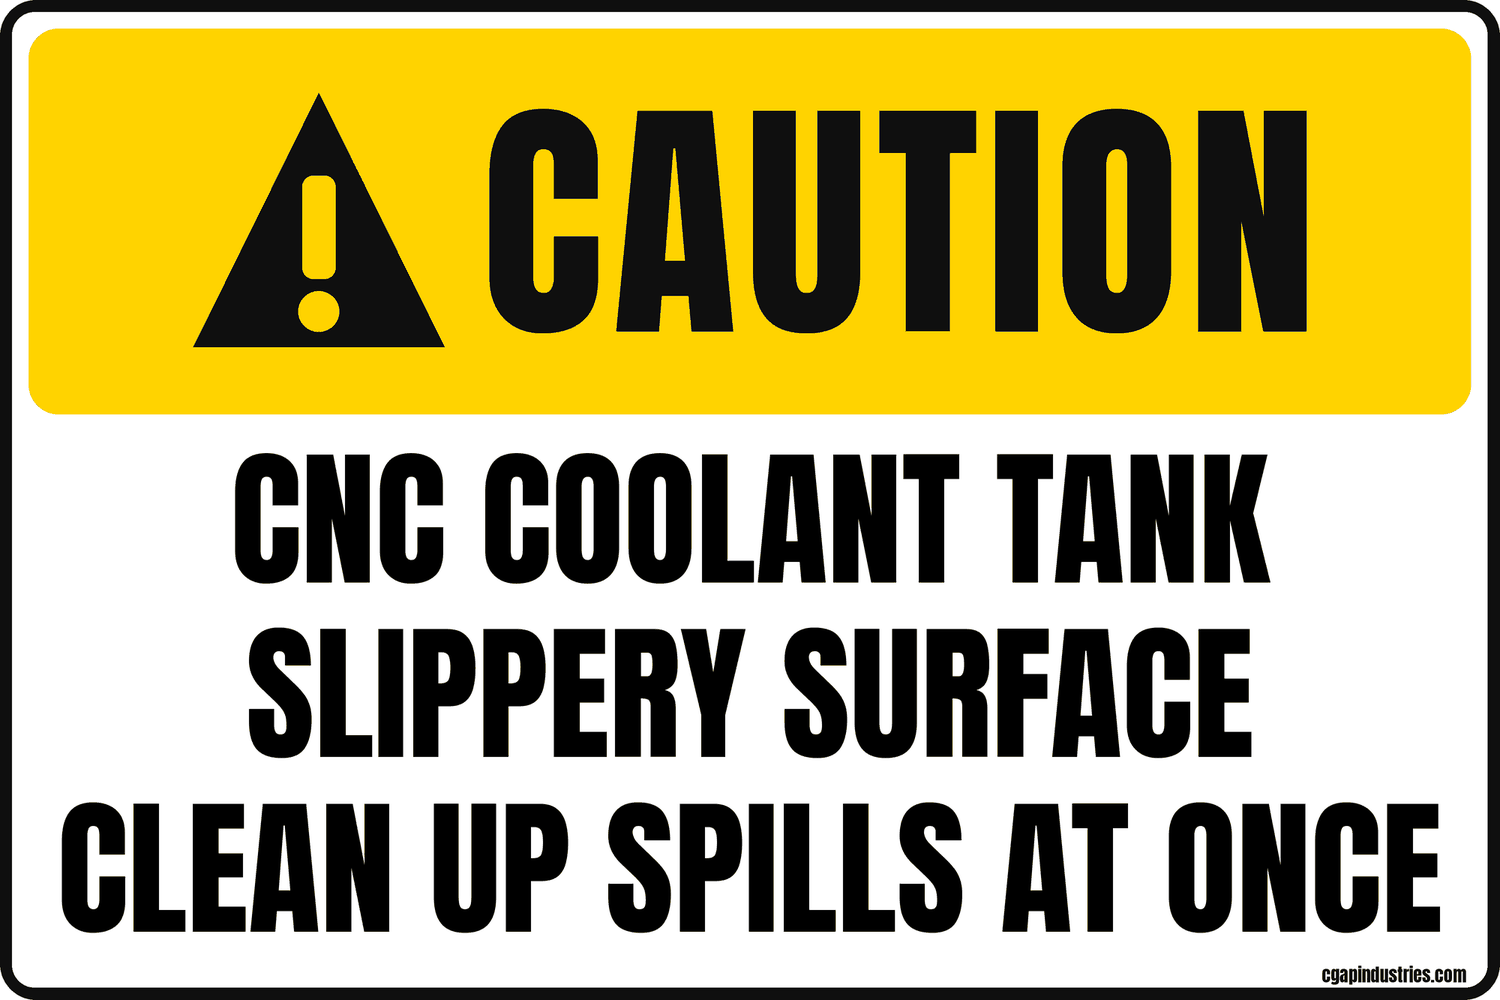 CAUTION
CNC COOLANT TANK
SLIPPERY SURFACE
CLEAN UP SPILLS AT ONCE
cgapindustries.com